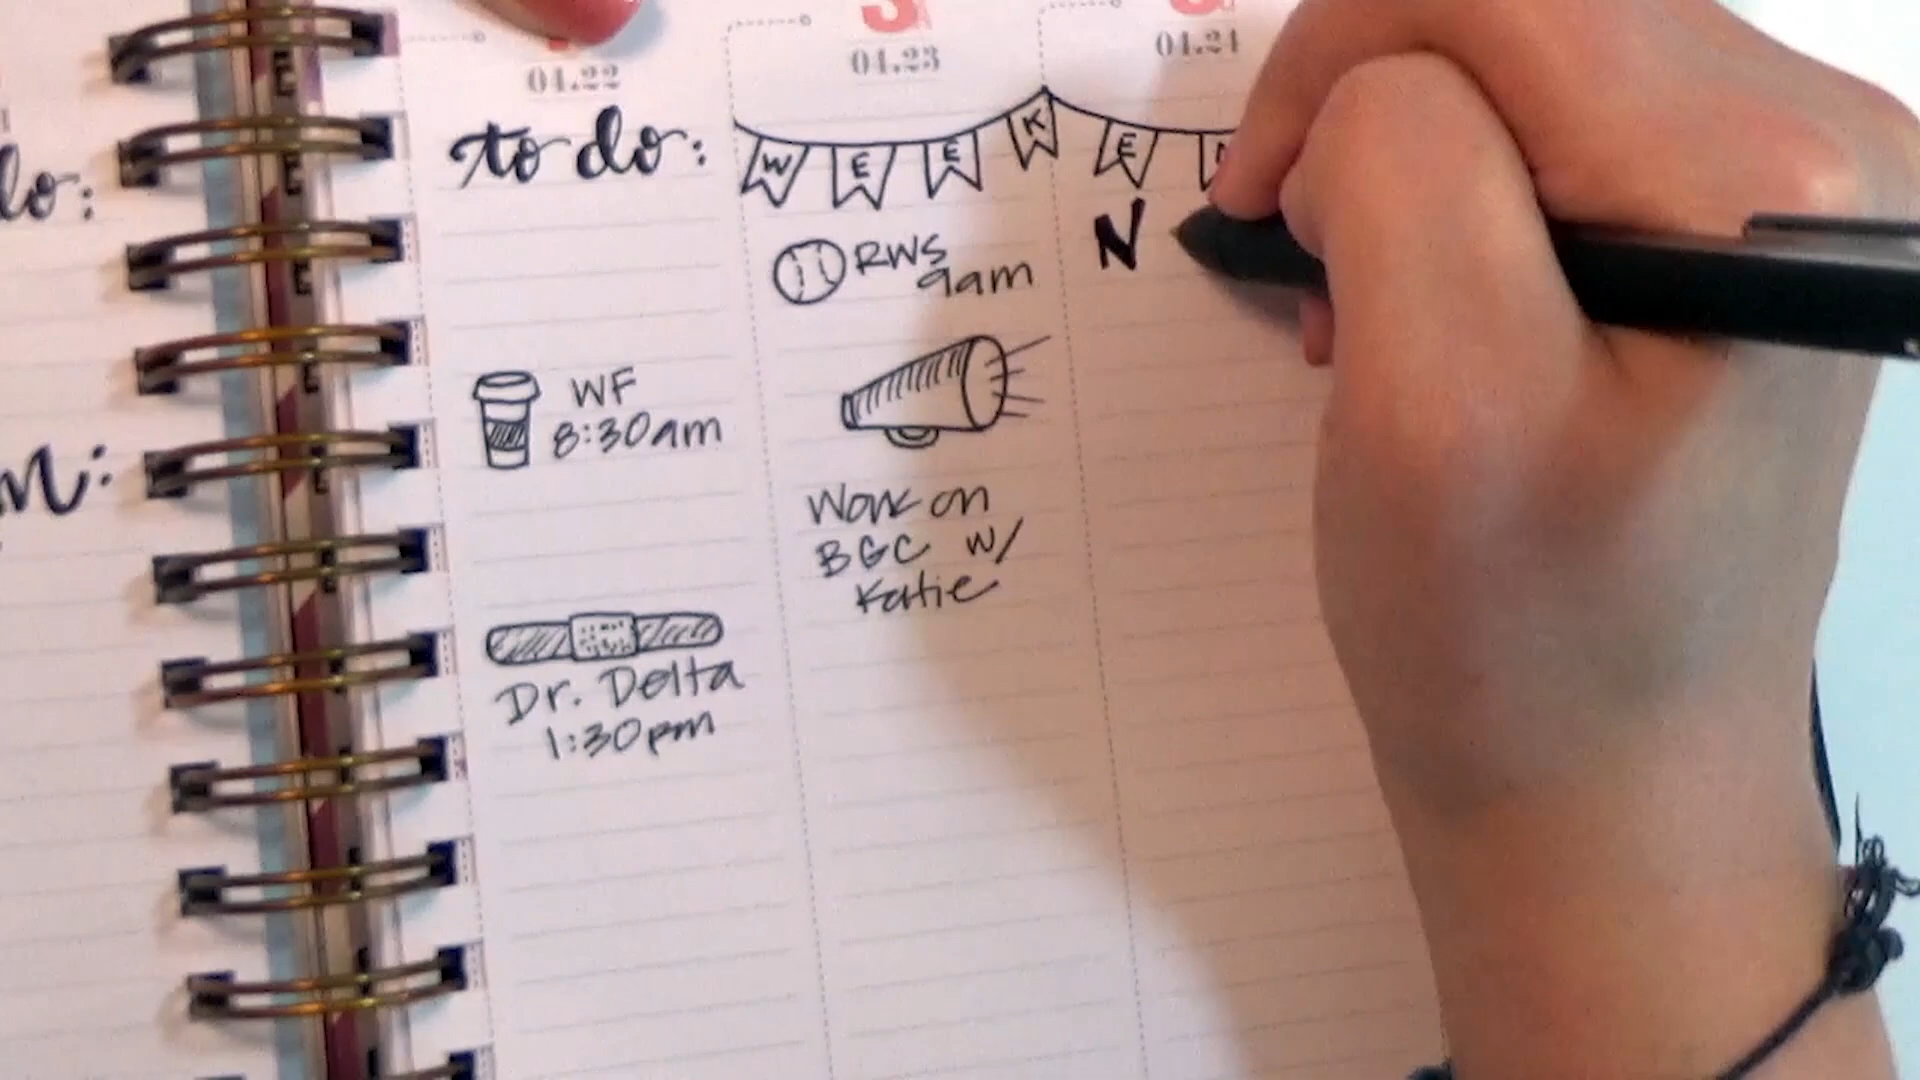 04.22
to do:
WF
8:30am
Dr. Delta
1:30pm
S
04.23
W E E K E
RWS
9am
Work on
BGC w/
Katie
04.24
N